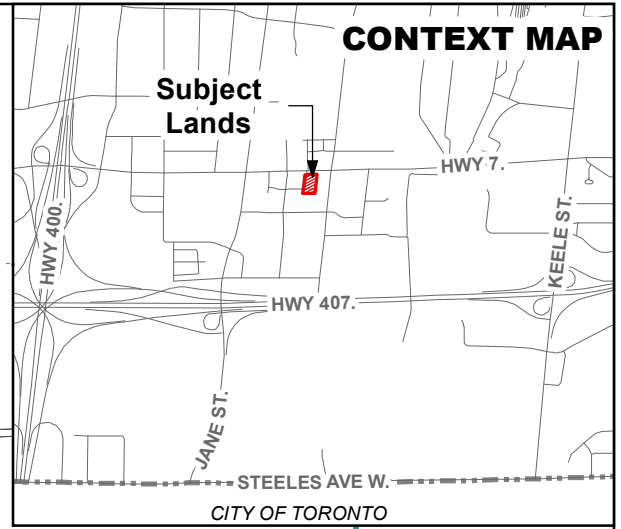 CONTEXT MAP
Subject
Lands
HWY 7.
HWY 400.
KEELE ST.
HWY 407.
JANE ST.
STEELES AVE W.
CITY OF TORONTO